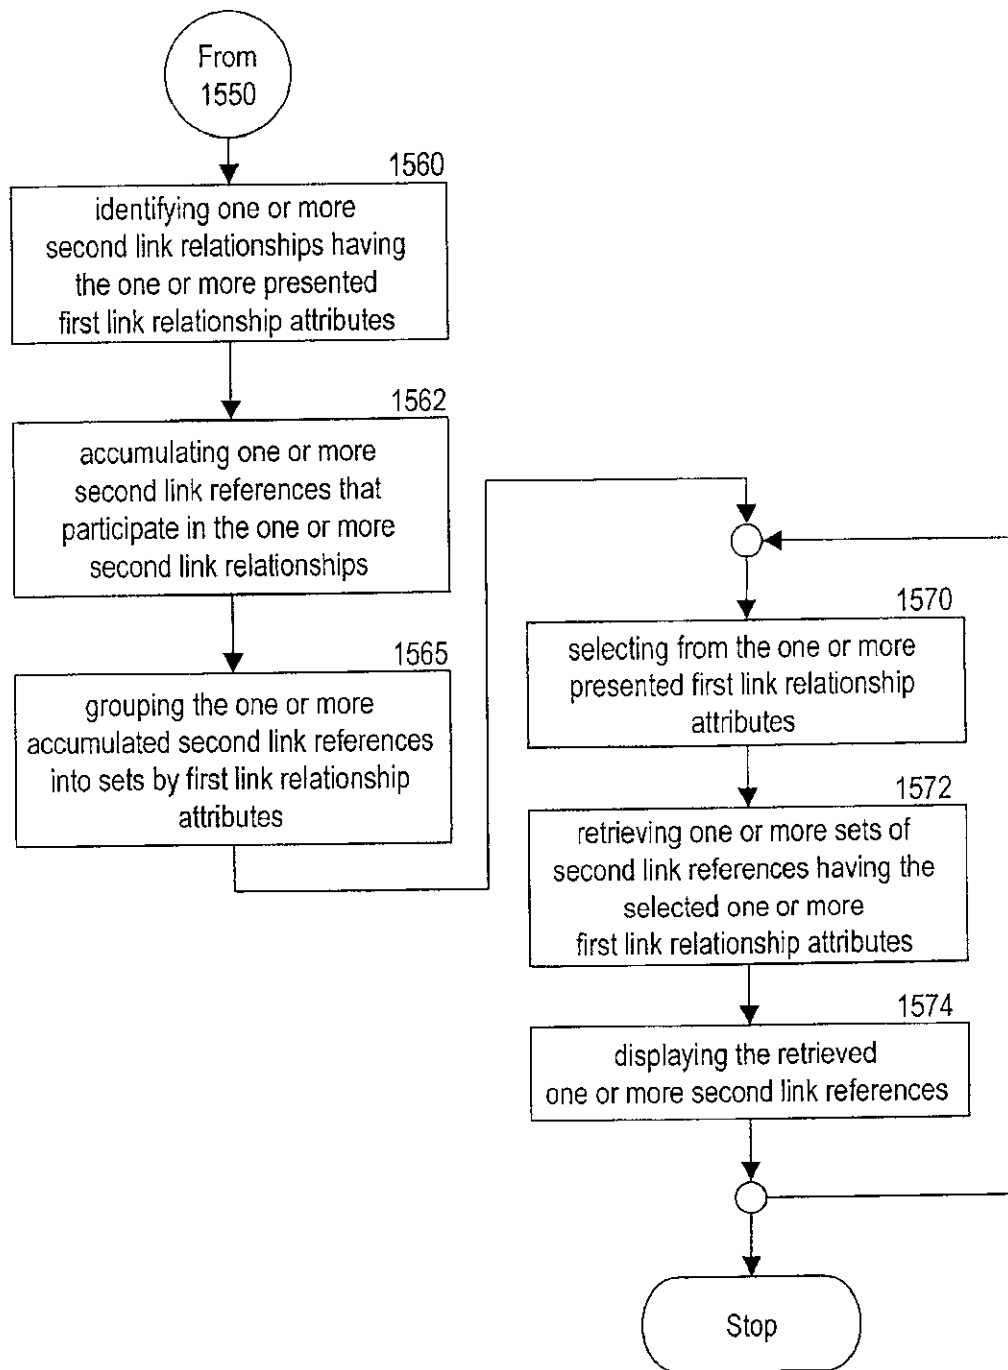 From
1550
1560
identifying one or more
second link relationships having
the one or more presented
first link relationship attributes
1562
accumulating one or more
second link references that
participate in the one or more
second link relationships
1565
grouping the one or more
accumulated second link references
into sets by first link relationship
attributes
1570
selecting from the one or more
presented first link relationship
attributes
1572
retrieving one or more sets of
second link references having the
selected one or more
first link relationship attributes
1574
displaying the retrieved
one or more second link references
Stop